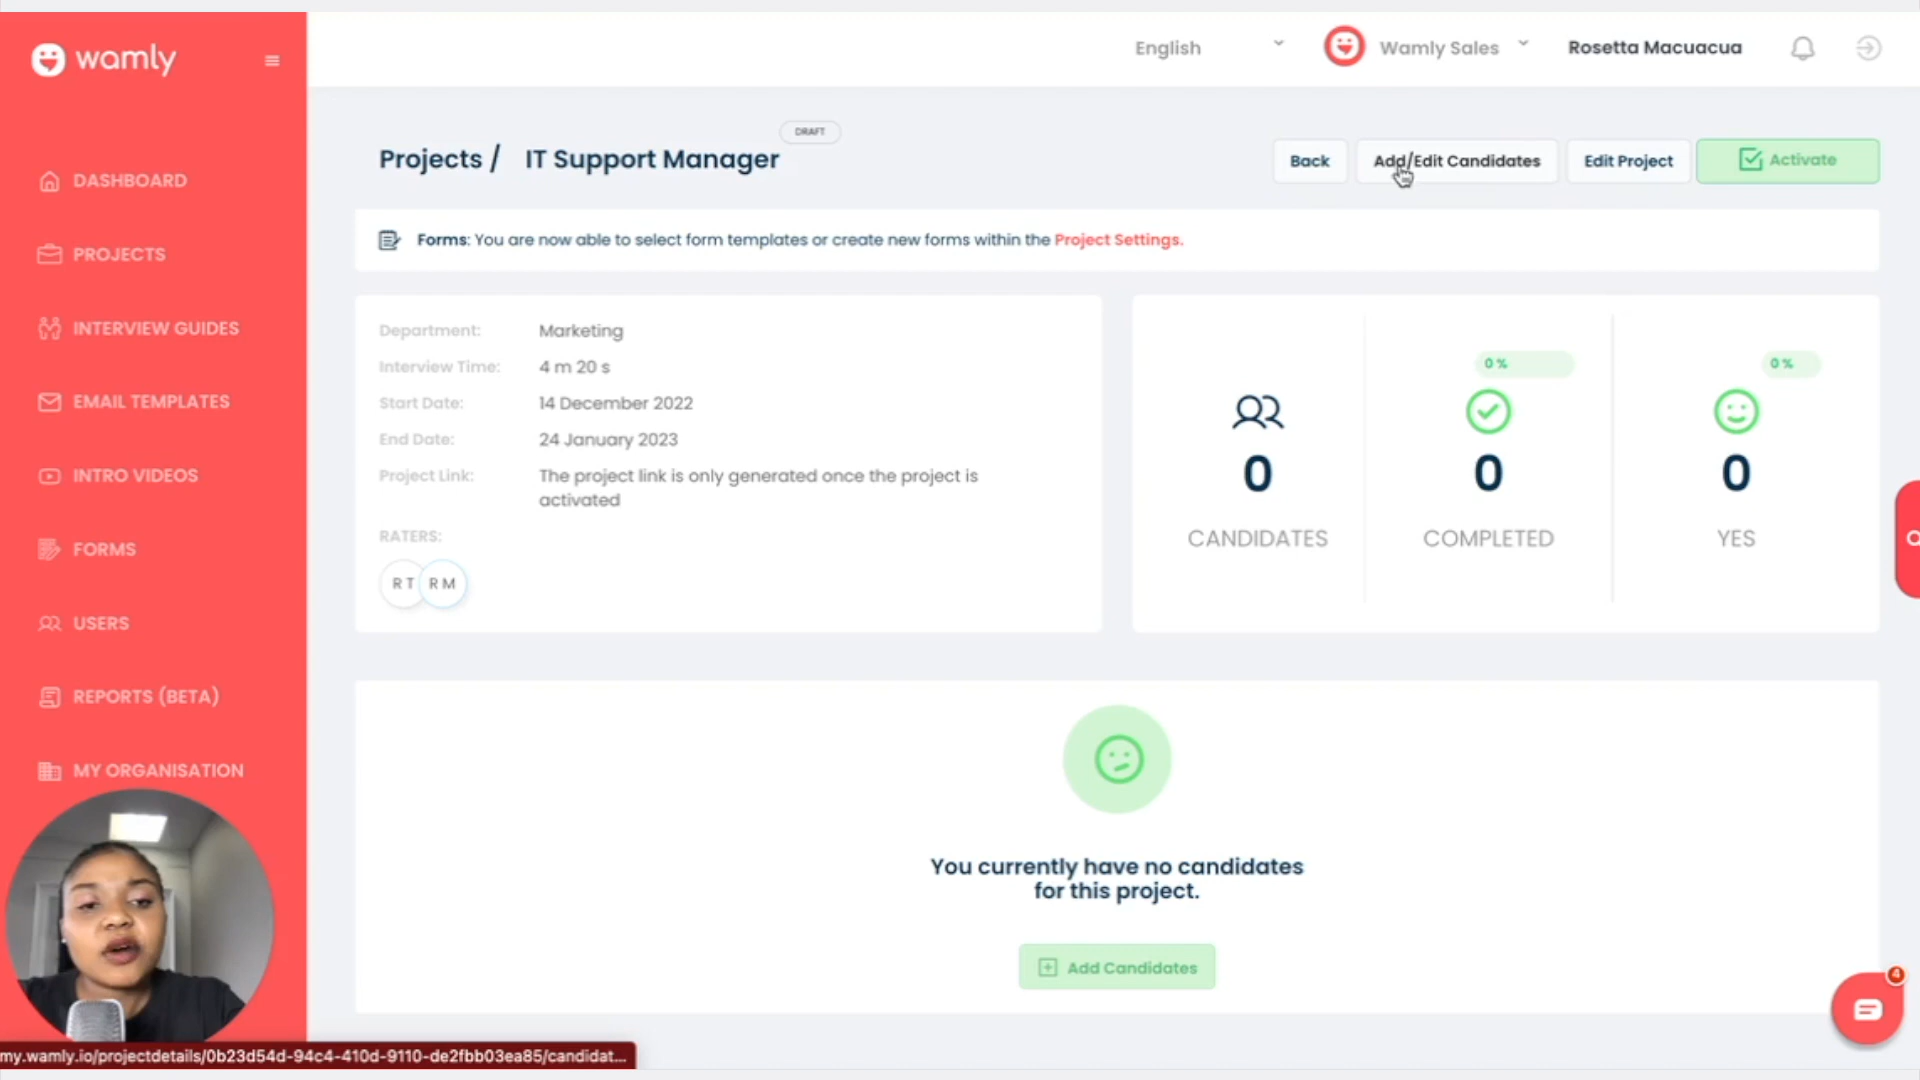 wamly
English
Wamly Sales
Rosetta Macuacua
DASHBOARD
PROJECTS
INTERVIEW GUIDES
EMAIL TEMPLATES
INTRO VIDEOS
FORMS
USERS
REPORTS (BETA)
MY ORGANISATION
DRAFT
Projects / IT Support Manager
Back
Add/Edit Candidates
Edit Project
Activate
Forms: You are now able to select form templates or create new forms within the Project Settings.
Department: Marketing
Interview Time: 4 m 20 s
Start Date: 14 December 2022
End Date: 24 January 2023
Project Link: The project link is only generated once the project is
activated
RATERS:
R T R M
0 %
0 %
0 0 0
CANDIDATES COMPLETED YES
You currently have no candidates
for this project.
Add Candidates
4
my.wamly.io/projectdetails/0b23d54d-94c4-410d-9110-de2fbb03ea85/candidat...